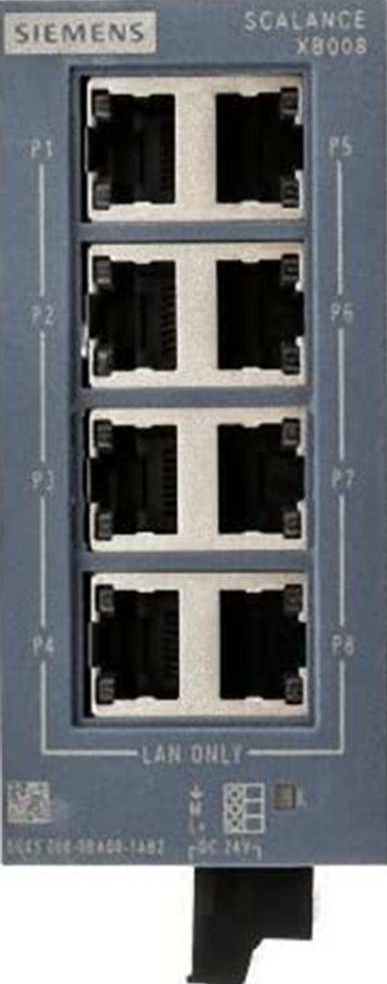 SIEMENS
SCALANCE
XB008
P1
P5
P2
P6
P3
P7
P4
P8
LAN ONLY
M
L+
DC 24V